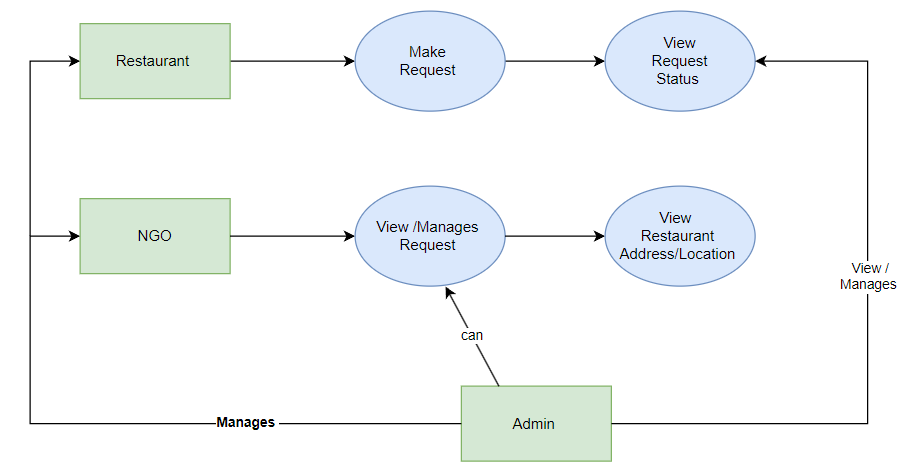 Restaurant
Make
Request
View
Request
Status
NGO
View /Manages
Request
View
Restaurant
Address/Location
View /
Manages
can
Manages
Admin